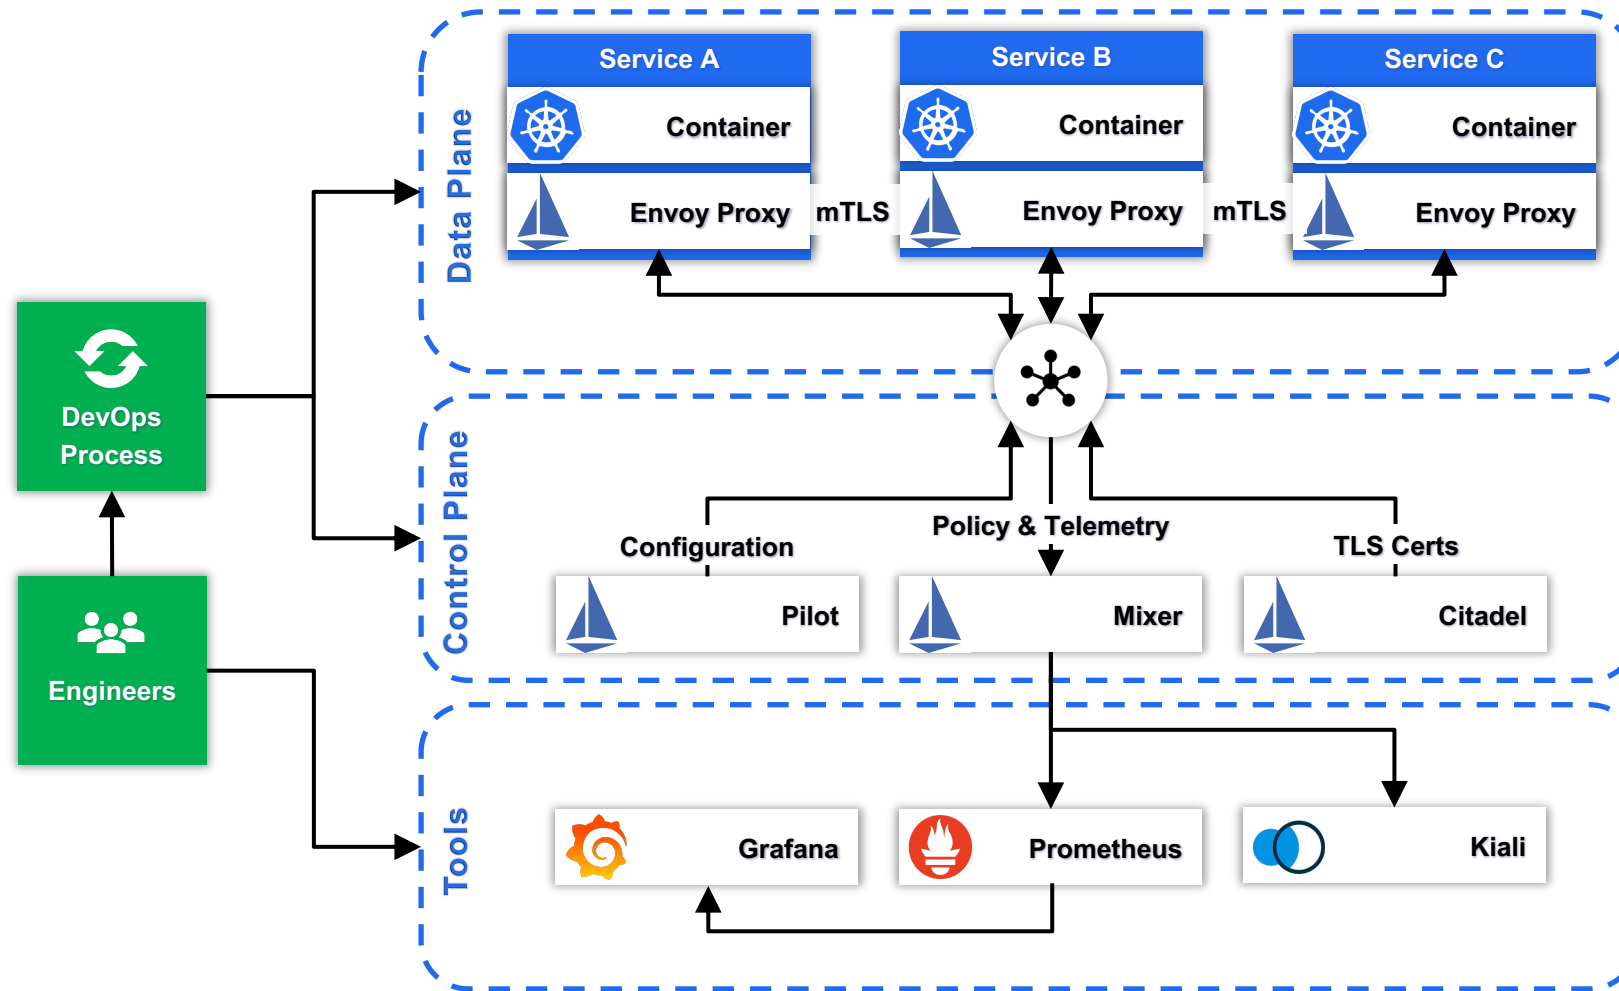 Service A
Service B
Service C
Container
Container
Container
Data Plane
Envoy Proxy
mTLS
Envoy Proxy
mTLS
Envoy Proxy
DevOps
Process
Control Plane
Policy & Telemetry
Configuration
TLS Certs
Pilot
Mixer
Citadel
Engineers
Tools
Grafana
Prometheus
Kiali